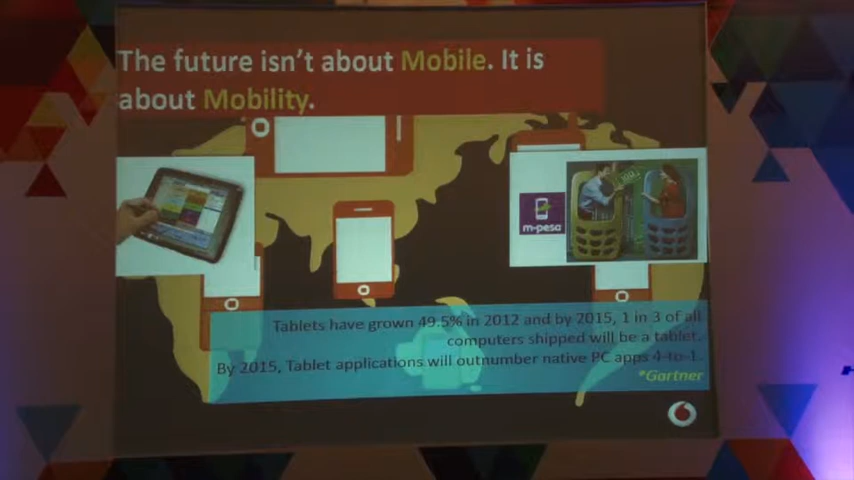 The future isn't about Mobile. It is
about Mobility.
m-pesa
Tablets have grown 49.5% in 2012 and by 2015, 1 in 3 of all
computers shipped will be a tablet.
By 2015, Tablet applications will outnumber native PC apps 4-to-1.
*Gartner